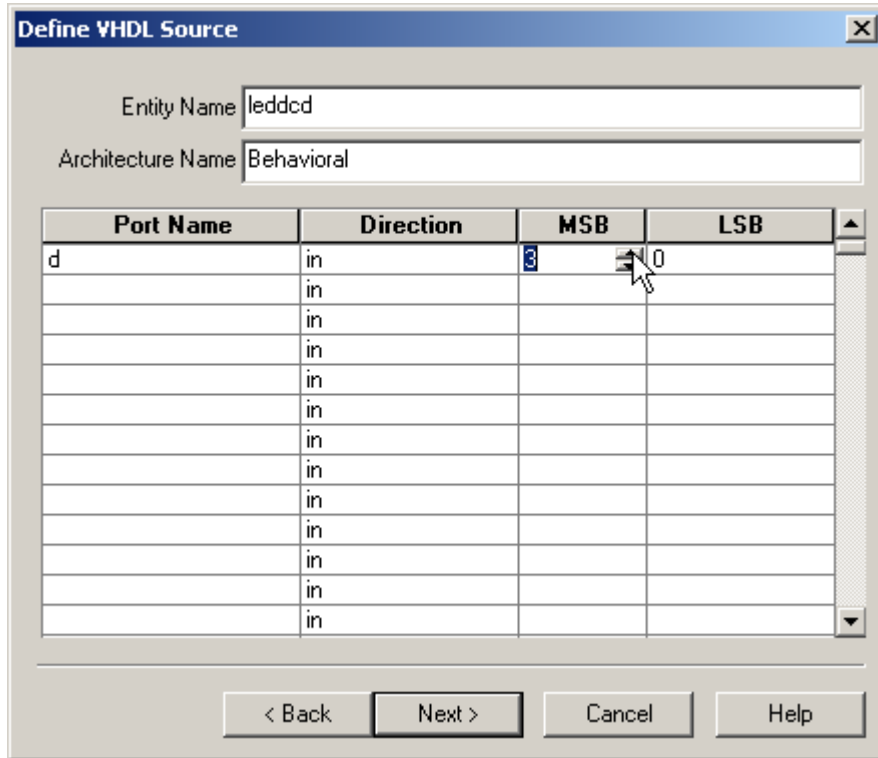 Define VHDL Source
Entity Name leddcd
Architecture Name Behavioral
Port Name Direction MSB LSB
d in 3 0
in
in
in
in
in
in
in
in
in
in
in
in
< Back Next > Cancel Help